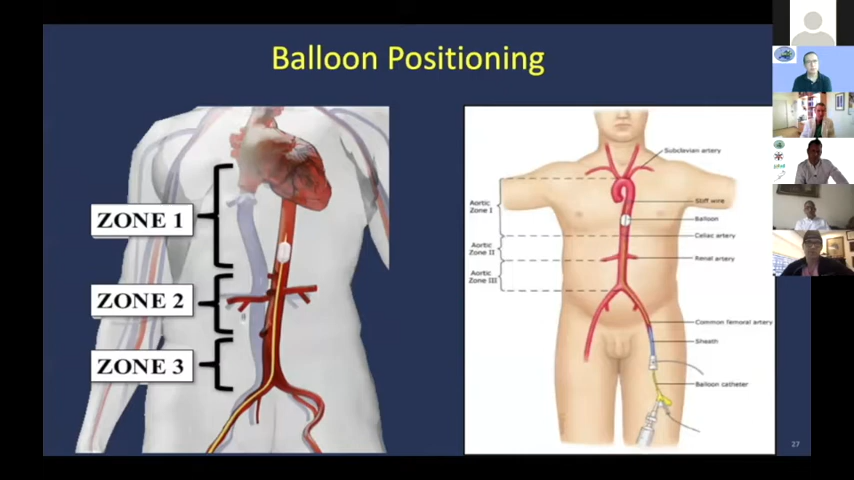 Balloon Positioning
ZONE 1
ZONE 2
ZONE 3
Aortic
Zone I
Aortic
Zone II
Aortic
Zone III
Subclavian artery
Stiff wire
Balloon
Celiac artery
Renal artery
Common femoral artery
Sheath
Balloon catheter
27